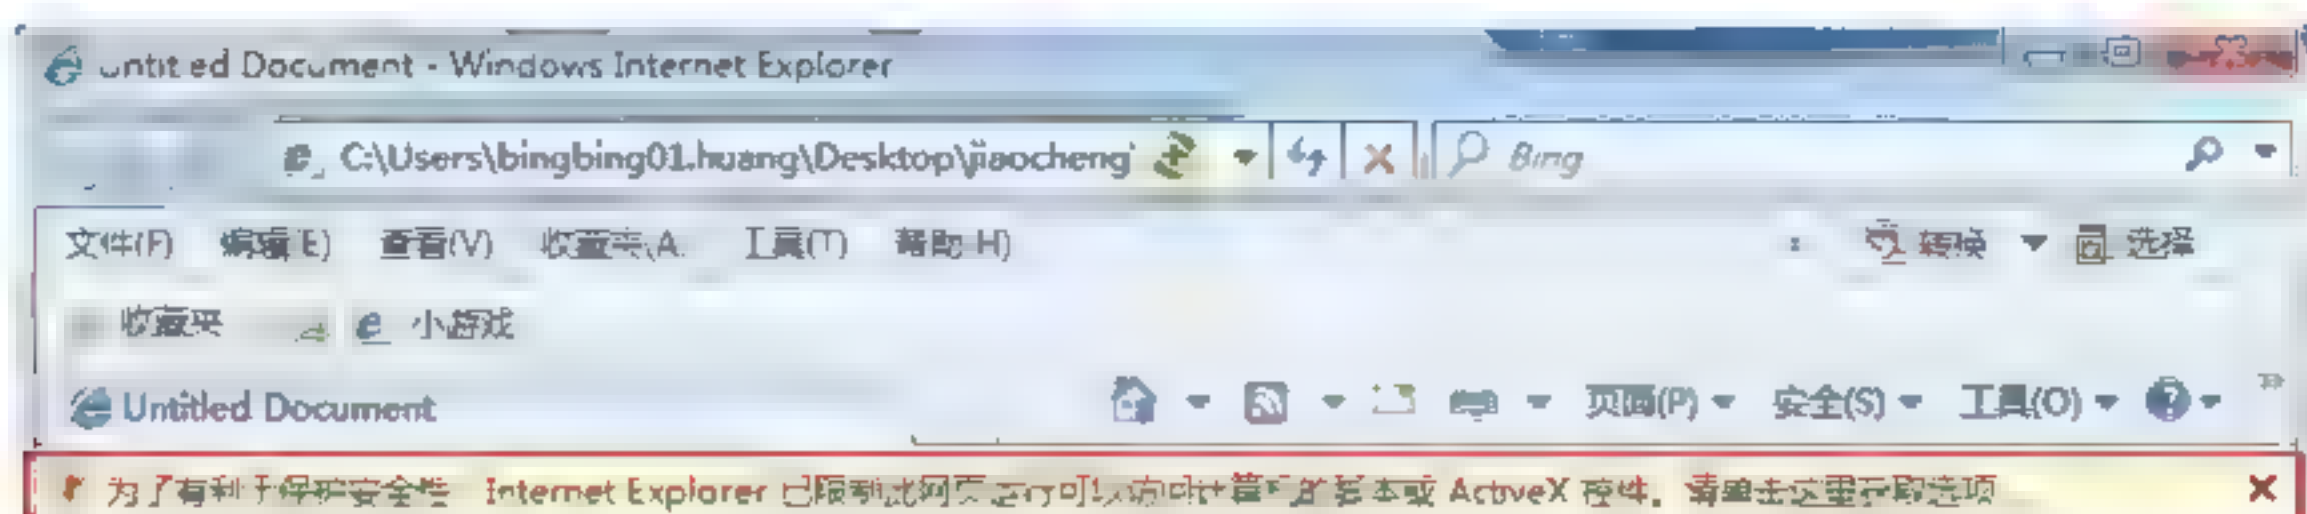 Untitled Document - Windows Internet Explorer
C:\Users\bingbing01.huang\Desktop\jiaocheng\ Bing
文件(F) 编辑(E) 查看(V) 收藏夹(A) 工具(T) 帮助(H) 转换 选择
收藏夹 小游戏
Untitled Document 页面(P) 安全(S) 工具(O)
为了有利于保护安全性 Internet Explorer 已限制此网页运行可以访问计算机的脚本或 ActiveX 控件。请单击这里获取选项